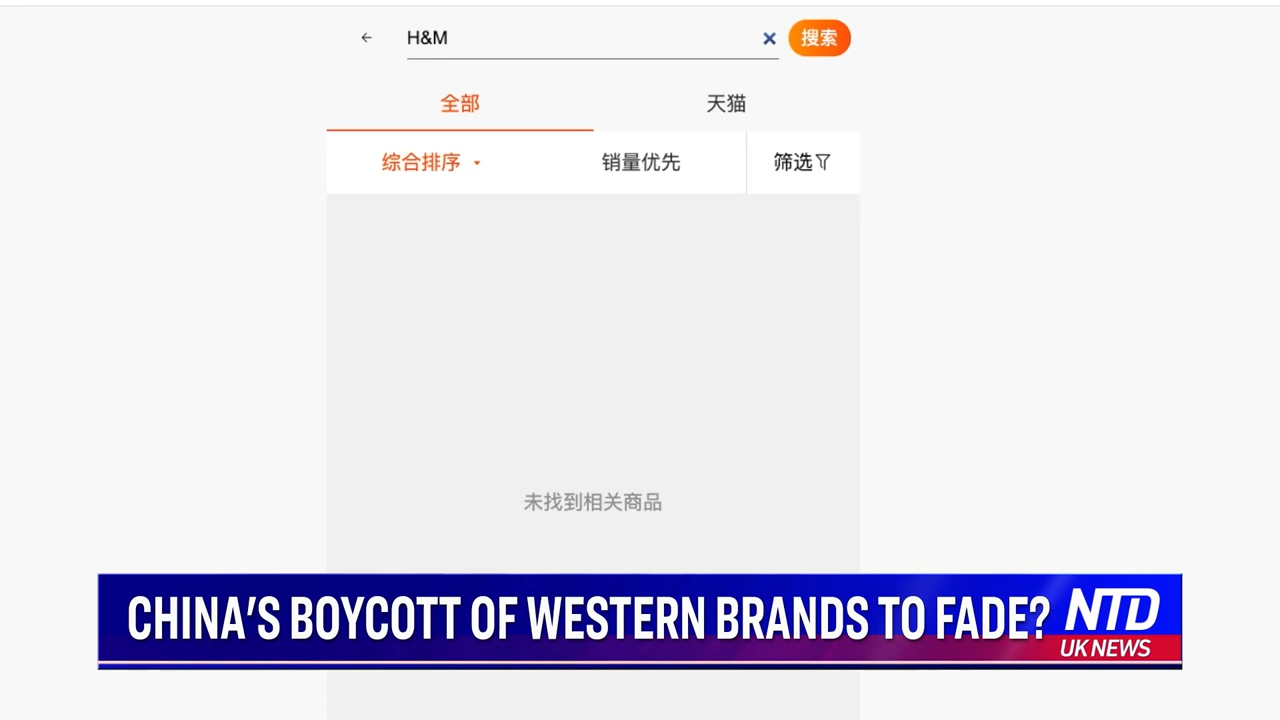 H&M
搜索
全部
天猫
综合排序
销量优先
筛选
未找到相关商品
CHINA'S BOYCOTT OF WESTERN BRANDS TO FADE?
NTD
UK NEWS